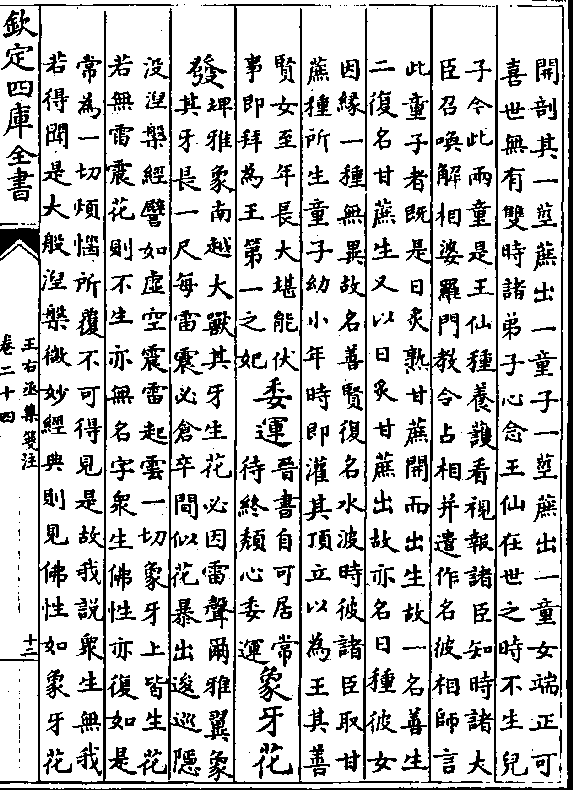 開剖其一莖蔗出一童子一莖蔗出一童女端正可
喜世無有雙時諸弟子心念王仙在世之時不生兒
子今此兩童是王仙種養護看視報諸臣知時諸大
臣召喚解相婆羅門教令占相并遣作名彼相師言
此童子者既是日炙熟甘蔗開而出生故一名善生
二復名甘蔗生又以日炙甘蔗出故亦名日種彼女
因緣一種無異故名善賢復名水波時彼諸臣取甘
蔗種所生童子幼小年時即灌其頂立以為王其善
賢女至年長大堪能伏
事即拜為王第一之妃
委運
晉書自可居常
待終頹心委運
象牙花
發
埤雅象南越大獸其牙生花必因雷聲爾雅翼象
其牙長一尺每雷震必倉卒間似花暴出逡巡隱
没涅槃經譬如虛空震雷起雲一切象牙上皆生花
若無雷震花則不生亦無名字衆生佛性亦復如是
常為一切煩惱所覆不可得見是故我説衆生無我
若得聞是大般涅槃微妙經典則見佛性如象牙花
欽定四庫全書
王右丞集箋注
卷二十四
十二